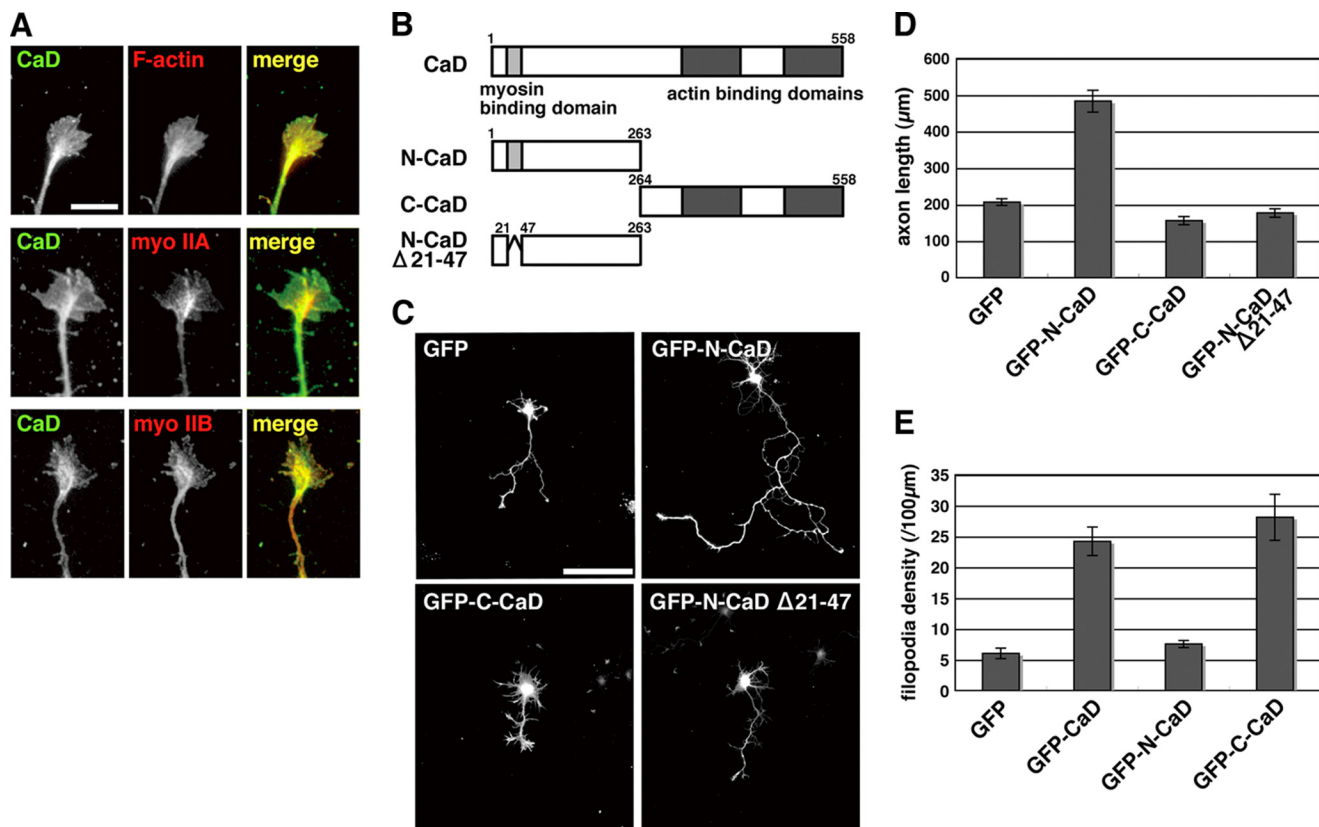 A
CaD F-actin merge
CaD myo IIA merge
CaD myo IIB merge
B
1 558
CaD
myosin
binding domain
actin binding domains
1 263
N-CaD
264 558
C-CaD
21 47 263
N-CaD
Δ21-47
C
GFP
GFP-N-CaD
GFP-C-CaD
GFP-N-CaD Δ21-47
D
axon length (μm)
600
500
400
300
200
100
0
GFP
GFP-N-CaD
GFP-C-CaD
GFP-N-CaD
Δ21-47
E
filopodia density (/100μm)
35
30
25
20
15
10
5
0
GFP
GFP-CaD
GFP-N-CaD
GFP-C-CaD